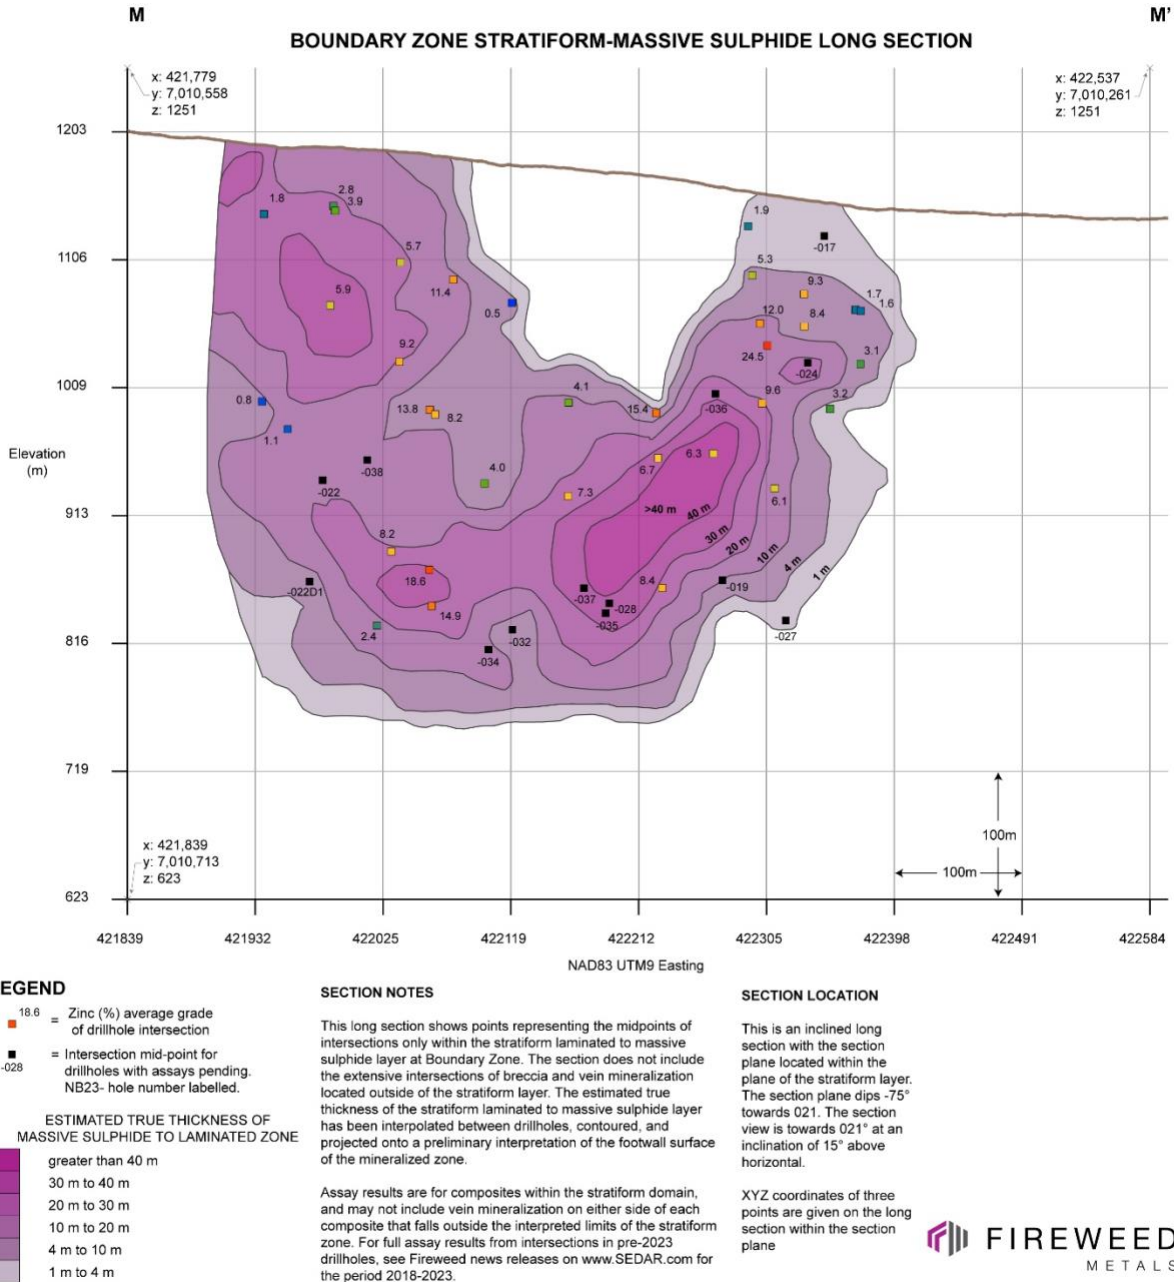 M
M'
BOUNDARY ZONE STRATIFORM-MASSIVE SULPHIDE LONG SECTION
x: 421,779
y: 7,010,558
z: 1251
x: 422,537
y: 7,010,261
z: 1251
1203
1.8
2.8
3.9
1.9
-017
1106
5.7
5.9
11.4
0.5
5.3
9.3
1.7
1.6
12.0
8.4
9.2
24.5
3.1
-024
1009
0.8
13.8
8.2
4.1
15.4
-036
9.6
3.2
1.1
Elevation
(m)
-038
-022
4.0
6.7
6.3
7.3
6.1
913
>40 m
40 m
30 m
20 m
10 m
4 m
1 m
8.2
18.6
-022D1
14.9
2.4
8.4
-019
-037
-028
-035
-027
816
-032
-034
719
100m
100m
x: 421,839
y: 7,010,713
z: 623
623
421839 421932 422025 422119 422212 422305 422398 422491 422584
NAD83 UTM9 Easting
EGEND
18.6 = Zinc (%) average grade
of drillhole intersection
-028 = Intersection mid-point for
drillholes with assays pending.
NB23- hole number labelled.
ESTIMATED TRUE THICKNESS OF
MASSIVE SULPHIDE TO LAMINATED ZONE
greater than 40 m
30 m to 40 m
20 m to 30 m
10 m to 20 m
4 m to 10 m
1 m to 4 m
SECTION NOTES
This long section shows points representing the midpoints of
intersections only within the stratiform laminated to massive
sulphide layer at Boundary Zone. The section does not include
the extensive intersections of breccia and vein mineralization
located outside of the stratiform layer. The estimated true
thickness of the stratiform laminated to massive sulphide layer
has been interpolated between drillholes, contoured, and
projected onto a preliminary interpretation of the footwall surface
of the mineralized zone.
Assay results are for composites within the stratiform domain,
and may not include vein mineralization on either side of each
composite that falls outside the interpreted limits of the stratiform
zone. For full assay results from intersections in pre-2023
drillholes, see Fireweed news releases on www.SEDAR.com for
the period 2018-2023.
SECTION LOCATION
This is an inclined long
section with the section
plane located within the
plane of the stratiform layer.
The section plane dips -75°
towards 021. The section
view is towards 021° at an
inclination of 15° above
horizontal.
XYZ coordinates of three
points are given on the long
section within the section
plane
FIREWEED
METALS